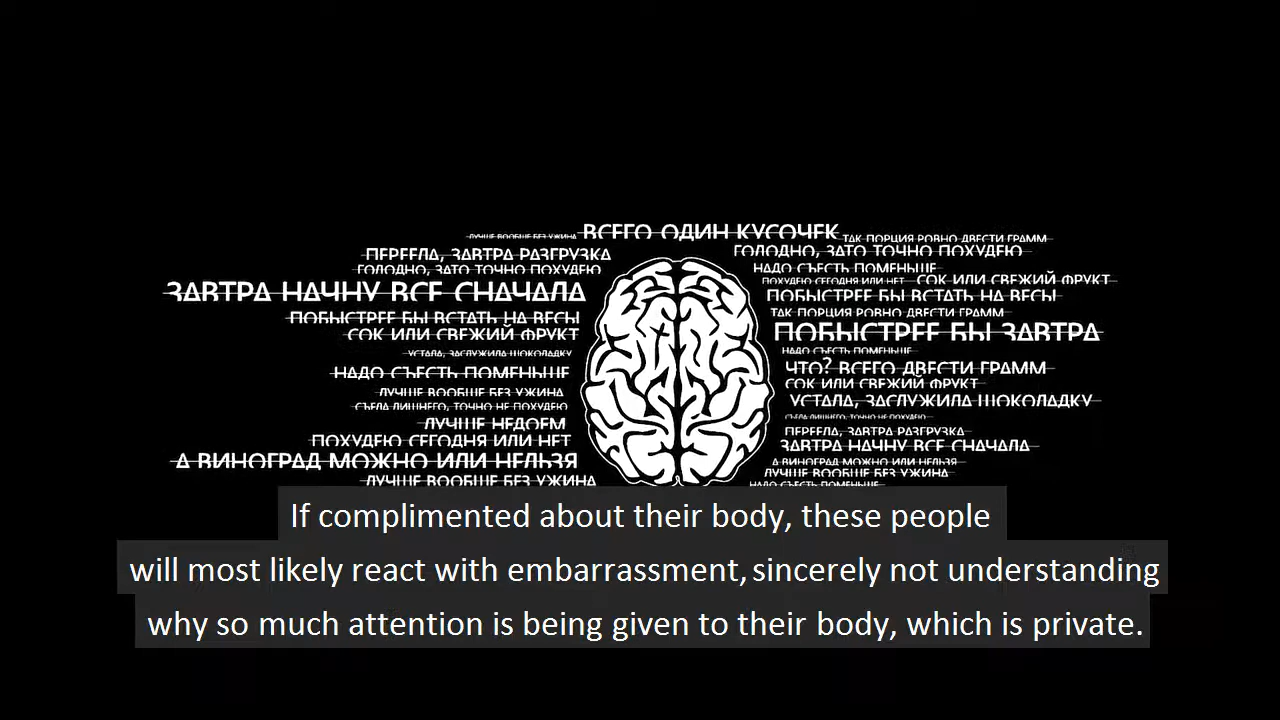 ВСЕГО ОДИН КУСОЧЕК
ЛУЧШЕ ВООБЩЕ БЕЗ УЖИНА
ПЕРЕЕЛА, ЗАВТРА РАЗГРУЗКА
ГОЛОДНО, ЗАТО ТОЧНО ПОХУДЕЮ
ЗАВТРА НАЧНУ ВСЕ СНАЧАЛА
ПОБЫСТРЕЕ БЫ ВСТАТЬ НА ВЕСЫ
СОК ИЛИ СВЕЖИЙ ФРУКТ
УСТАЛА, ЗАСЛУЖИЛА ШОКОЛАДКУ
НАДО СЪЕСТЬ ПОМЕНЬШЕ
ЛУЧШЕ ВООБЩЕ БЕЗ УЖИНА
СЪЕЛА ЛИШНЕГО, ТОЧНО НЕ ПОХУДЕЮ
ЛУЧШЕ НЕДОЕМ
ПОХУДЕЮ СЕГОДНЯ ИЛИ НЕТ
А ВИНОГРАД МОЖНО ИЛИ НЕЛЬЗЯ
ЛУЧШЕ ВООБЩЕ БЕЗ УЖИНА
ТАК ПОРЦИЯ РОВНО ДВЕСТИ ГРАММ
ГОЛОДНО, ЗАТО ТОЧНО ПОХУДЕЮ
НАДО СЪЕСТЬ ПОМЕНЬШЕ
ПОХУДЕЮ СЕГОДНЯ ИЛИ НЕТ СОК ИЛИ СВЕЖИЙ ФРУКТ
ПОБЫСТРЕЕ БЫ ВСТАТЬ НА ВЕСЫ
ТАК ПОРЦИЯ РОВНО ДВЕСТИ ГРАММ
ПОБЫСТРЕЕ БЫ ЗАВТРА
НАДО СЪЕСТЬ ПОМЕНЬШЕ
ЧТО? ВСЕГО ДВЕСТИ ГРАММ
СОК ИЛИ СВЕЖИЙ ФРУКТ
УСТАЛА, ЗАСЛУЖИЛА ШОКОЛАДКУ
СЪЕЛА ЛИШНЕГО, ТОЧНО НЕ ПОХУДЕЮ
ПЕРЕЕЛА, ЗАВТРА РАЗГРУЗКА
ЗАВТРА НАЧНУ ВСЕ СНАЧАЛА
А ВИНОГРАД МОЖНО ИЛИ НЕЛЬЗЯ
ЛУЧШЕ ВООБЩЕ БЕЗ УЖИНА
НАДО СЪЕСТЬ ПОМЕНЬШЕ
If complimented about their body, these people
will most likely react with embarrassment, sincerely not understanding
why so much attention is being given to their body, which is private.